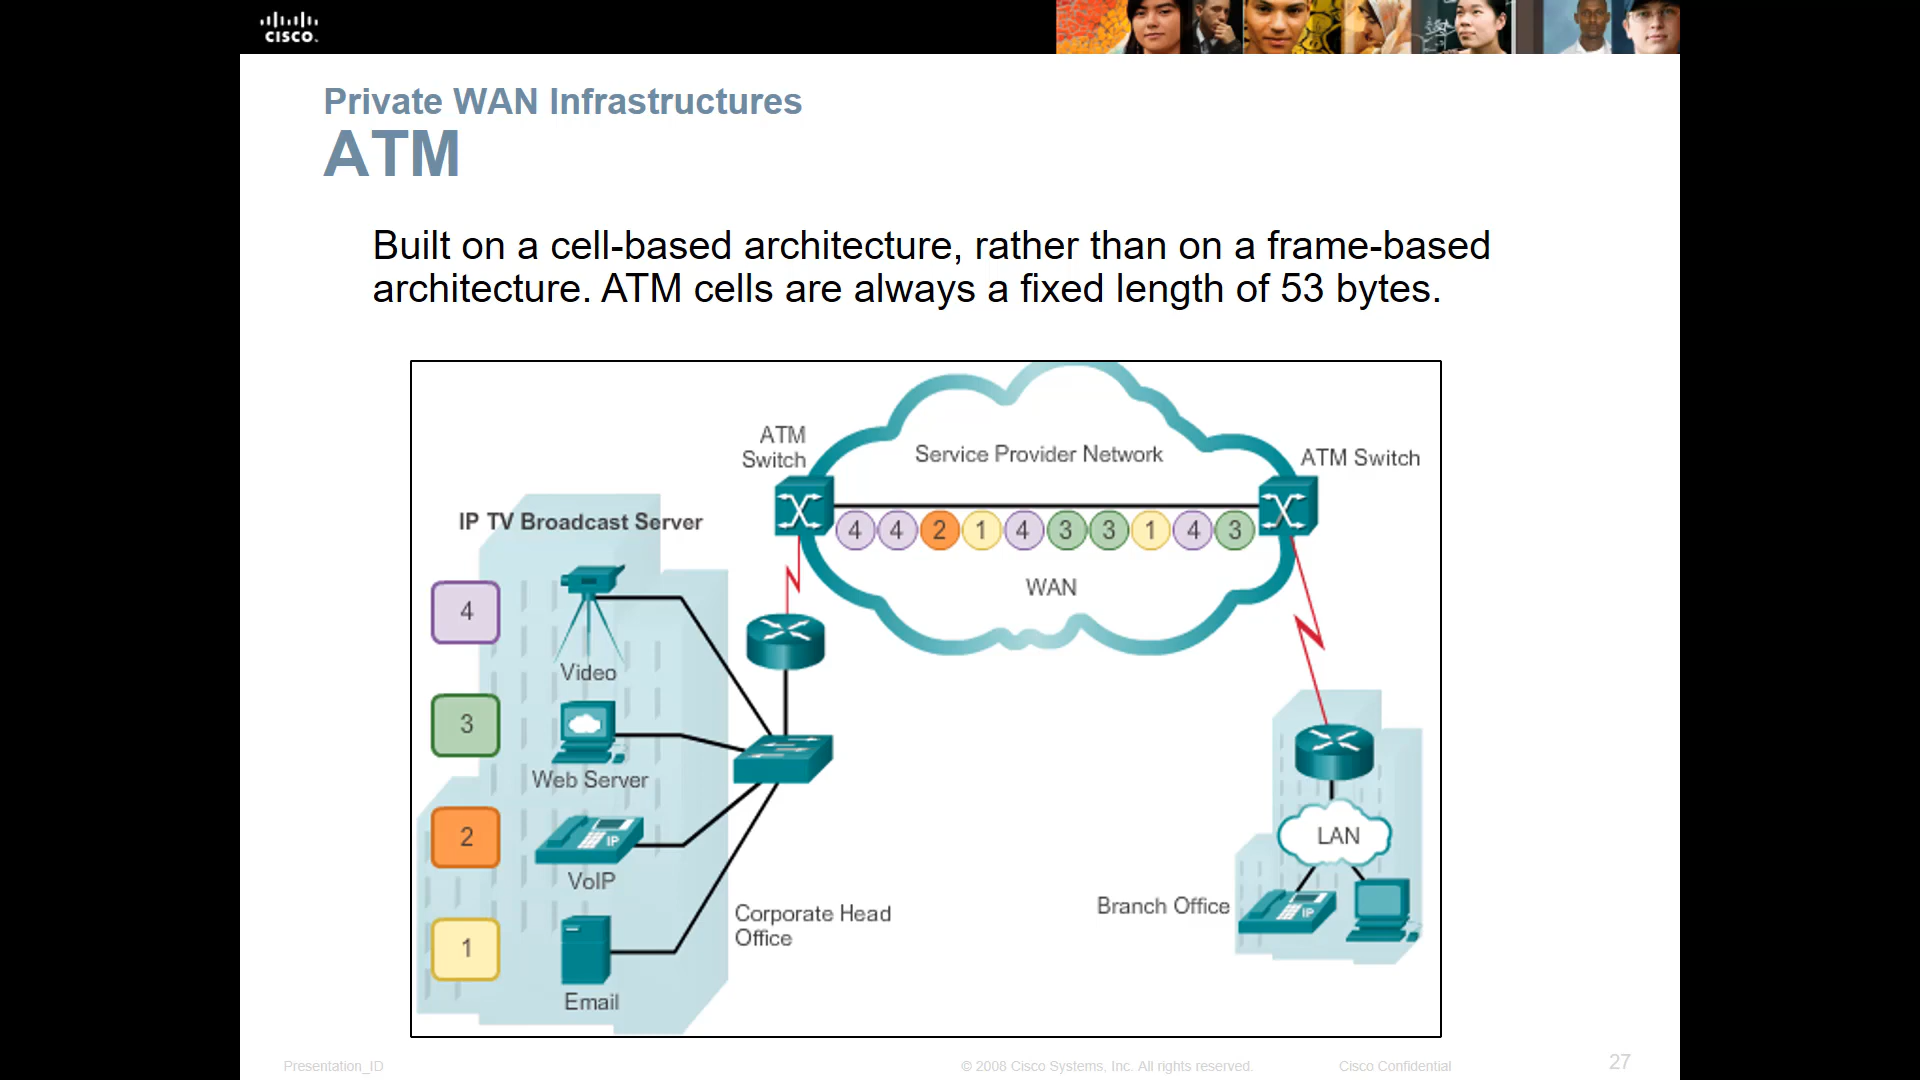 CISCO.
Private WAN Infrastructures
ATM
Built on a cell-based architecture, rather than on a frame-based
architecture. ATM cells are always a fixed length of 53 bytes.
ATM
Switch
Service Provider Network
ATM Switch
4 4 2 1 4 3 3 1 4 3
WAN
IP TV Broadcast Server
4
Video
3
Web Server
2
IP
VoIP
1
Email
Corporate Head
Office
LAN
Branch Office
IP
Presentation_ID
© 2008 Cisco Systems, Inc. All rights reserved.
Cisco Confidential
27